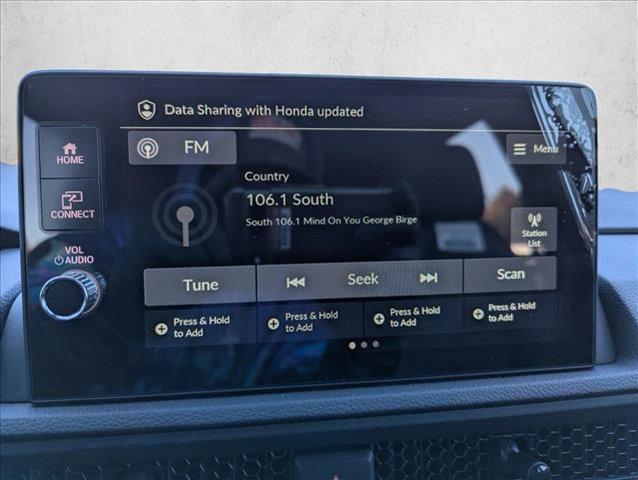 Data Sharing with Honda updated
HOME
FM
Menu
Country
106.1 South
South 106.1 Mind On You George Birge
CONNECT
Station
List
VOL
AUDIO
Tune
Seek
Scan
Press & Hold
to Add
Press & Hold
to Add
Press & Hold
to Add
Press & Hold
to Add